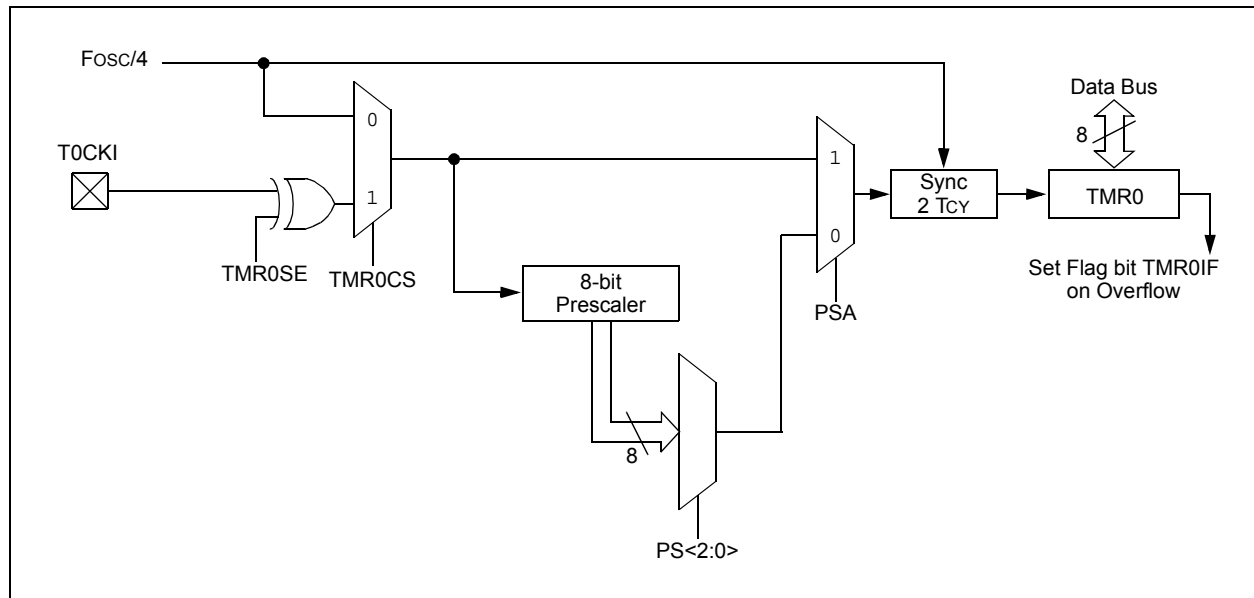 Fosc/4
Data Bus
8
T0CKI
0
1
1
0
Sync
2 TCY
TMR0
TMR0SE
TMR0CS
8-bit
Prescaler
PSA
Set Flag bit TMR0IF
on Overflow
8
PS<2:0>